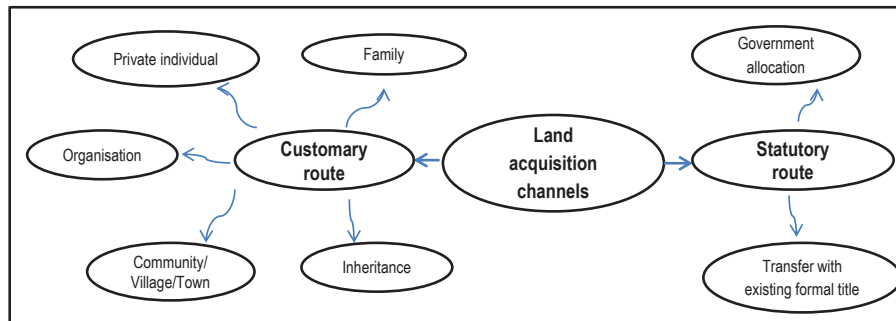 Private individual
Family
Government
allocation
Organisation
Customary
route
Land
acquisition
channels
Statutory
route
Community/
Village/Town
Inheritance
Transfer with
existing formal title